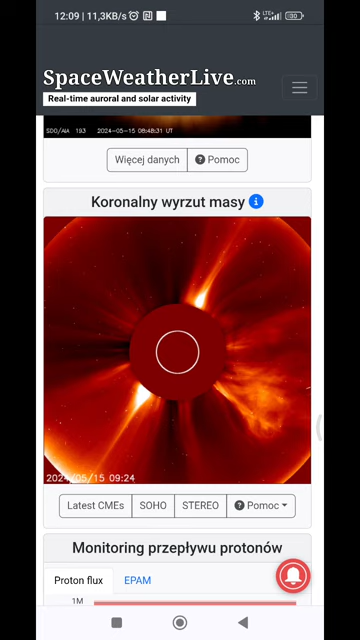 12:09 | 11,3KB/s
SpaceWeatherLive.com
Real-time auroral and solar activity
SDO/AIA 193 2024-05-15 08:48:31 UT
Więcej danych
Pomoc
Koronalny wyrzut masy
2024/05/15 09:24
Latest CMEs
SOHO
STEREO
Pomoc
Monitoring przepływu protonów
Proton flux
EPAM
1M